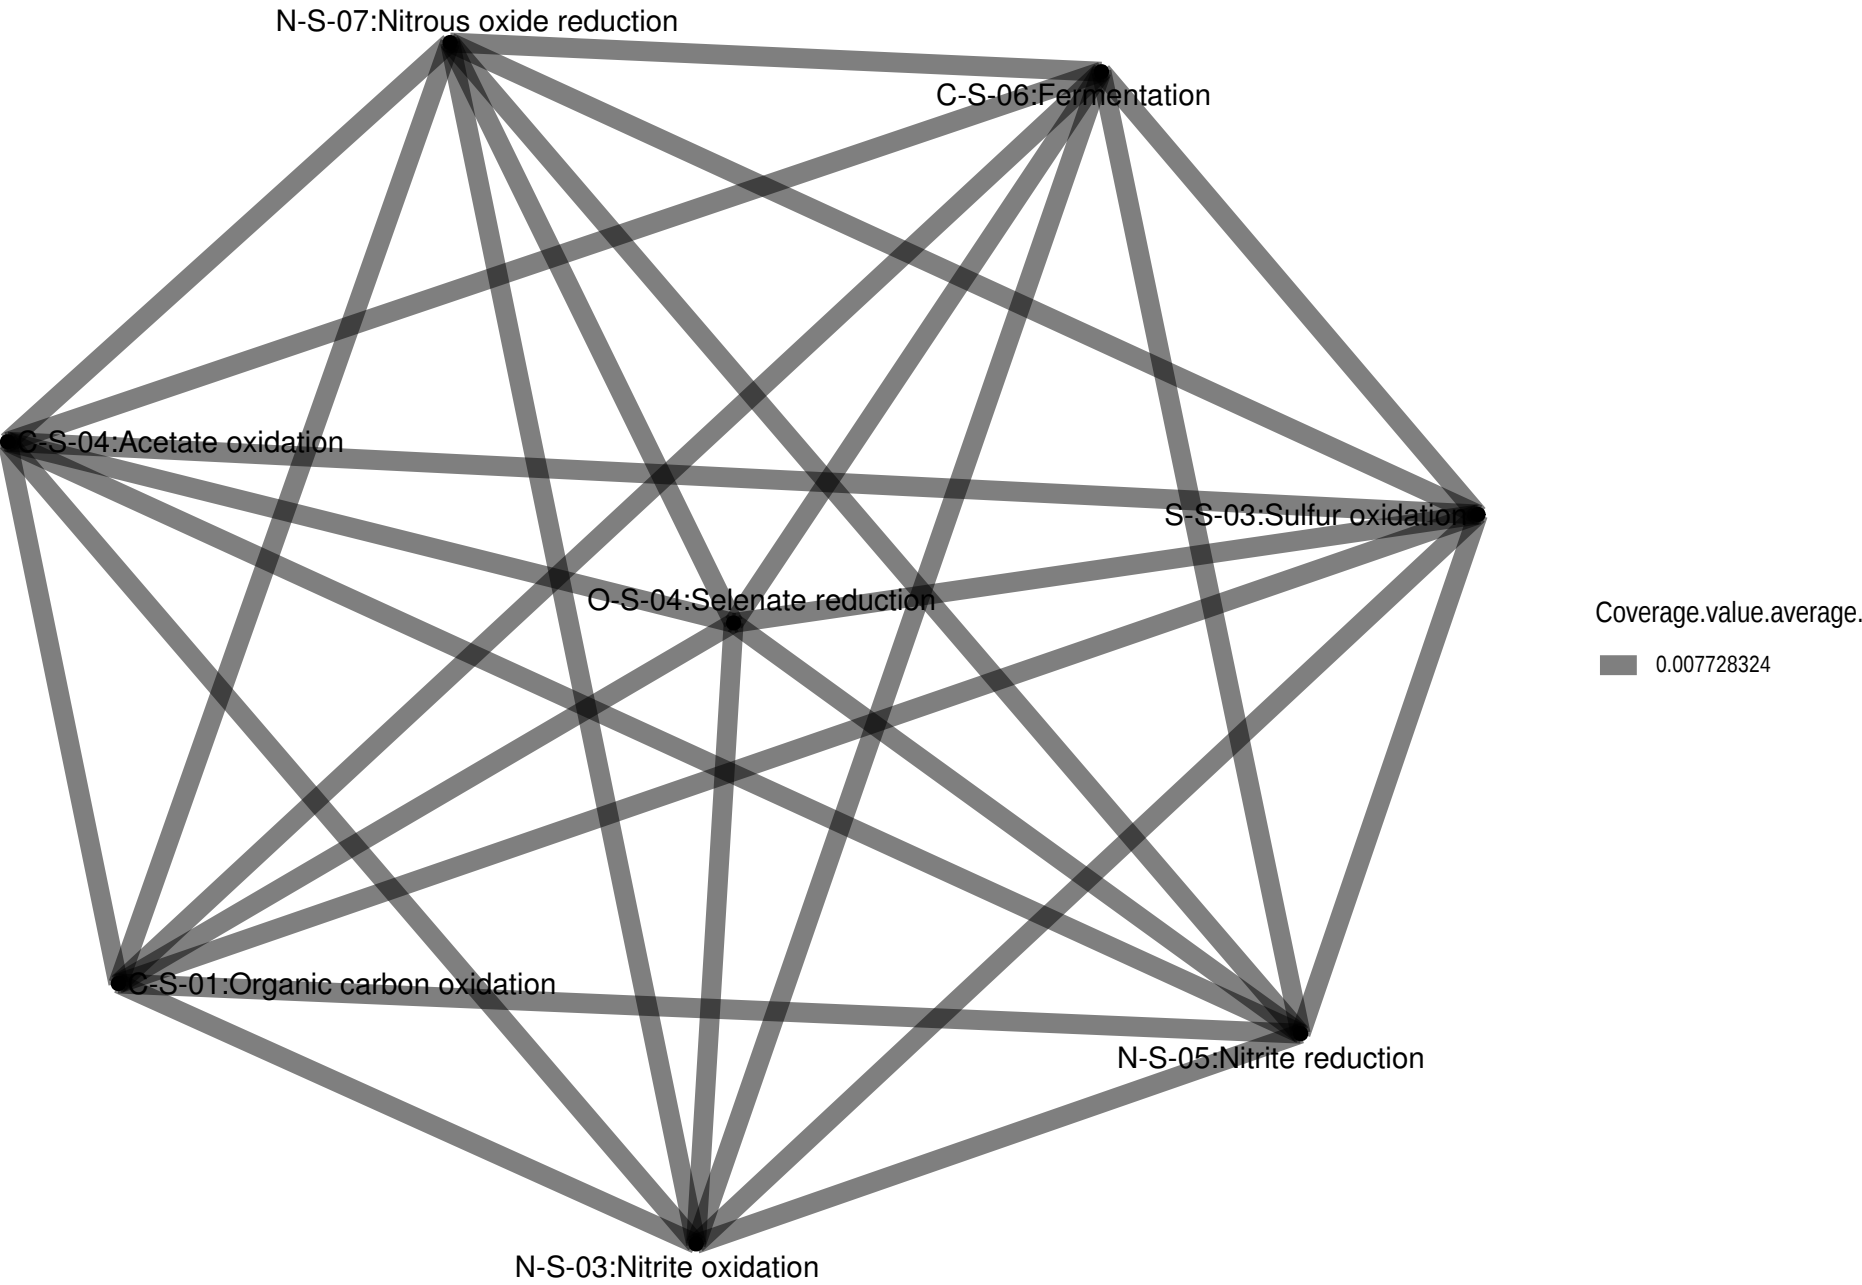 N-S-07:Nitrous oxide reduction
C-S-06:Fermentation
C-S-04:Acetate oxidation
S-S-03:Sulfur oxidation
O-S-04:Selenate reduction
Coverage.value.average.
0.007728324
C-S-01:Organic carbon oxidation
N-S-05:Nitrite reduction
N-S-03:Nitrite oxidation